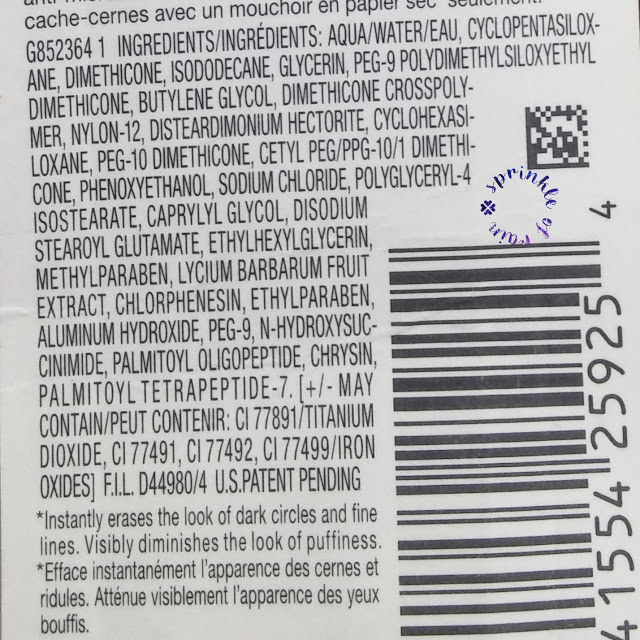 cache-cernes avec un mouchoir en papier sec seulement.
G852364 1 INGREDIENTS/INGRÉDIENTS: AQUA/WATER/EAU, CYCLOPENTASILOX-
ANE, DIMETHICONE, ISODODECANE, GLYCERIN, PEG-9 POLYDIMETHYLSILOXYETHYL
DIMETHICONE, BUTYLENE GLYCOL, DIMETHICONE CROSSPOLY-
MER, NYLON-12, DISTEARDIMONIUM HECTORITE, CYCLOHEXASI-
LOXANE, PEG-10 DIMETHICONE, CETYL PEG/PPG-10/1 DIMETHI-
CONE, PHENOXYETHANOL, SODIUM CHLORIDE, POLYGLYCERYL-4
ISOSTEARATE, CAPRYLYL GLYCOL, DISODIUM
STEAROYL GLUTAMATE, ETHYLHEXYLGLYCERIN,
METHYLPARABEN, LYCIUM BARBARUM FRUIT
EXTRACT, CHLORPHENESIN, ETHYLPARABEN,
ALUMINUM HYDROXIDE, PEG-9, N-HYDROXYSUC-
CINIMIDE, PALMITOYL OLIGOPEPTIDE, CHRYSIN,
PALMITOYL TETRAPEPTIDE-7. [+/- MAY
CONTAIN/PEUT CONTENIR: CI 77891/TITANIUM
DIOXIDE, CI 77491, CI 77492, CI 77499/IRON
OXIDES] F.I.L. D44980/4 U.S.PATENT PENDING
*Instantly erases the look of dark circles and fine
lines. Visibly diminishes the look of puffiness.
*Efface instantanément l'apparence des cernes et
ridules. Atténue visiblement l'apparence des yeux
bouffis.
sprinkle of rain
41554 25925 4